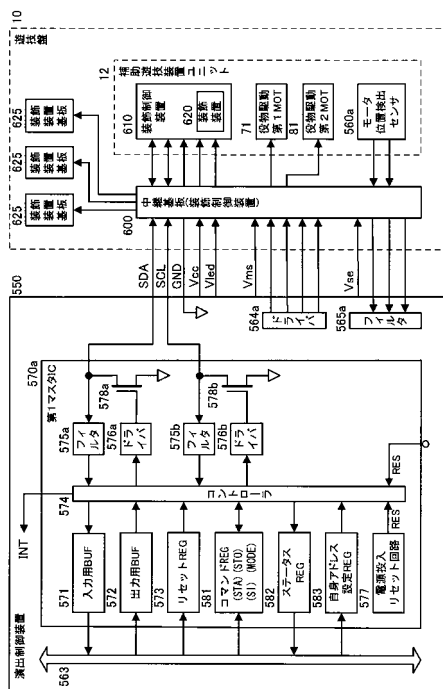 10
遊技盤
12
補助遊技装置ユニット
625
装飾装置
基板
625
装飾装置
基板
625
装飾装置
基板
610
装飾制御
装置
620
装飾
装置
71
役物駆動
第1MOT
81
役物駆動
第2MOT
560a
モータ
位置検出
センサ
600
中継基板(装飾制御装置)
SDA
SCL
GND
Vcc
Vled
Vms
Vse
550
564a
ドライバ
565a
フィルタ
570a
第1マスタIC
578a
578b
575a
フィルタ
576a
ドライバ
575b
フィルタ
576b
ドライバ
574
コントローラ
INT
RES
RES
571
入力用BUF
572
出力用BUF
573
リセットREG
581
コマンドREG
(STA)(STO)
(SI)(MODE)
582
ステータス
REG
583
自身アドレス
設定REG
577
電源投入
リセット回路
演出制御装置
563